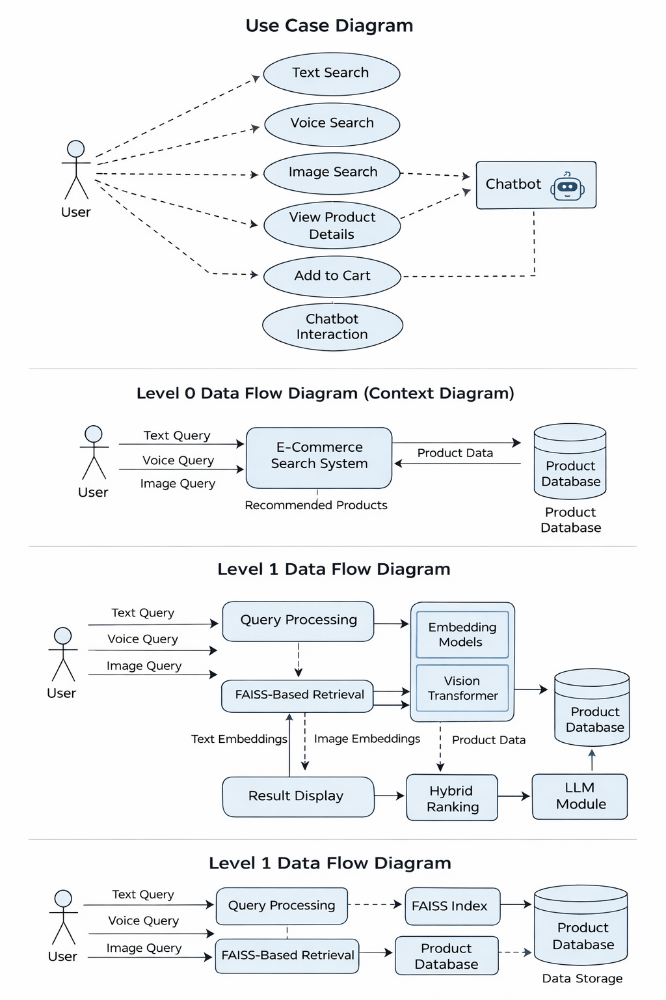 Use Case Diagram
Text Search
Voice Search
Image Search
Chatbot
User
View Product
Details
Add to Cart
Chatbot
Interaction
Level 0 Data Flow Diagram (Context Diagram)
Text Query
Voice Query
Image Query
User
E-Commerce
Search System
Product Data
Product
Database
Recommended Products
Product
Database
Level 1 Data Flow Diagram
Text Query
Voice Query
Image Query
User
Query Processing
Embedding
Models
Vision
Transformer
FAISS-Based Retrieval
Product
Database
Text Embeddings
Image Embeddings
Product Data
Result Display
Hybrid
Ranking
LLM
Module
Level 1 Data Flow Diagram
Text Query
Voice Query
Image Query
User
Query Processing
FAISS Index
FAISS-Based Retrieval
Product
Database
Product
Database
Data Storage